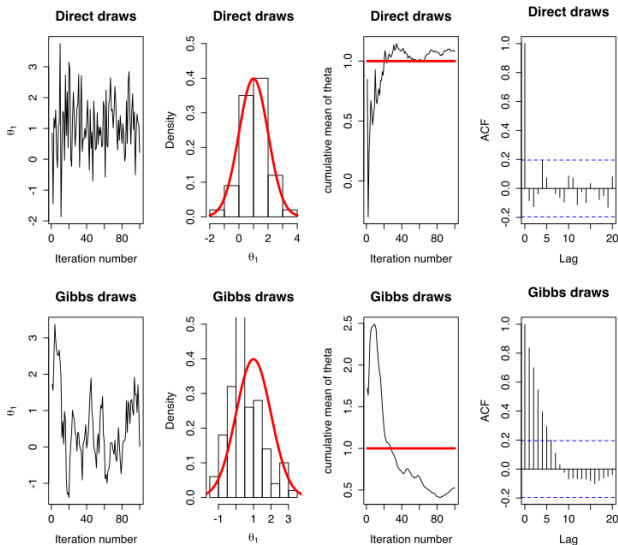 Direct draws
θ1
-2 -1 0 1 2 3
0 40 80
Iteration number
Density
0.0 0.1 0.2 0.3 0.4 0.5
-2 0 2 4
θ1
Direct draws
cumulative mean of theta
0.0 0.5 1.0
0 40 80
Iteration number
Direct draws
ACF
-0.2 0.0 0.2 0.4 0.6 0.8 1.0
0 5 10 15 20
Lag
Direct draws
Gibbs draws
θ1
-1 0 1 2 3
0 40 80
Iteration number
Gibbs draws
Density
0.0 0.1 0.2 0.3 0.4 0.5
-1 1 2 3
θ1
Gibbs draws
cumulative mean of theta
0.5 1.0 1.5 2.0 2.5
0 40 80
Iteration number
Gibbs draws
ACF
-0.2 0.0 0.2 0.4 0.6 0.8 1.0
0 5 10 15 20
Lag